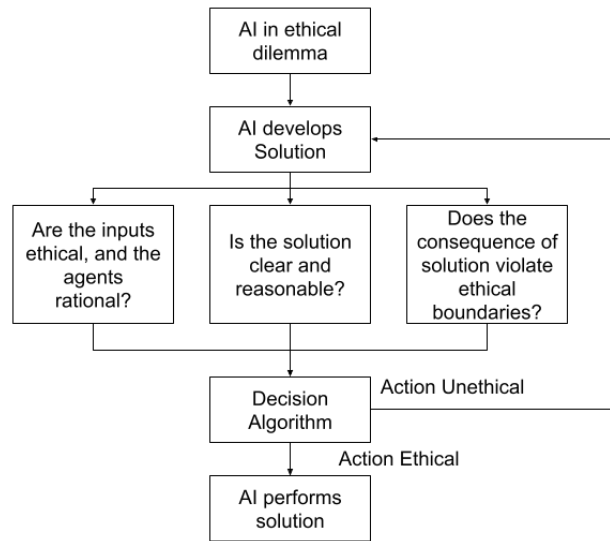 AI in ethical
dilemma
AI develops
Solution
Are the inputs
ethical, and the
agents
rational?
Is the solution
clear and
reasonable?
Does the
consequence of
solution violate
ethical
boundaries?
Decision
Algorithm
Action Unethical
Action Ethical
AI performs
solution